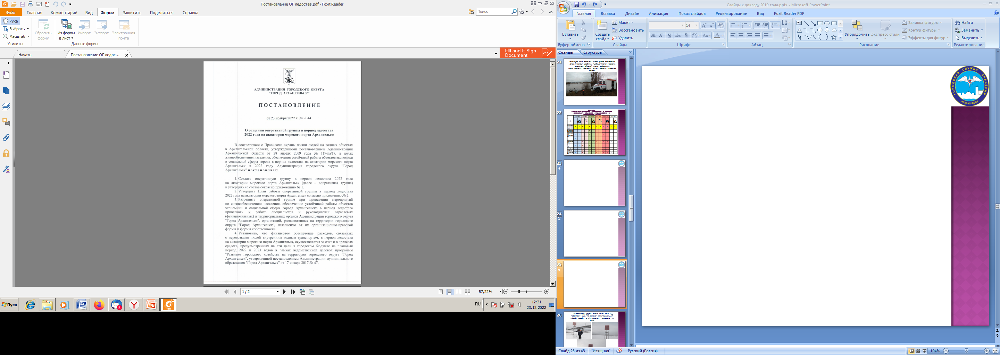 Постановление ОГ ледостав.pdf - Foxit Reader
Файл
Главная
Комментарий
Вид
Форма
Защитить
Поделиться
Справка
Поиск
Рука
Выбрать
Масштаб
Утилиты
Сбросить форму
Из формы в лист
Импорт
Экспорт
Электронная почта
Данные формы
Начать
Постановление ОГ ледос...
Fill and E-Sign
Document
АДМИНИСТРАЦИЯ ГОРОДСКОГО ОКРУГА
"ГОРОД АРХАНГЕЛЬСК"
ПОСТАНОВЛЕНИЕ
от 23 ноября 2022 г. № 2044
О создании оперативной группы в период ледостава
2022 года на акватории морского порта Архангельск
В соответствии с Правилами охраны жизни людей на водных объектах
в Архангельской области, утвержденными постановлением Администрации
Архангельской области от 28 апреля 2009 года № 119-па/17, в целях
жизнеобеспечения населения, обеспечения устойчивой работы объектов экономики
и социальной сферы города в период ледостава на акватории морского порта
Архангельск в 2022 году Администрация городского округа "Город
Архангельск" постановляет:
1. Создать оперативную группу в период ледостава 2022 года
на акватории морского порта Архангельск (далее – оперативная группа)
и утвердить ее состав согласно приложению № 1.
2. Утвердить План работы оперативной группы в период ледостава
2022 года на акватории морского порта Архангельск согласно приложению № 2.
3. Разрешить оперативной группе при проведении мероприятий
по жизнеобеспечению населения, обеспечению устойчивой работы объектов
экономики и социальной сферы города Архангельска в период ледостава
привлекать к работе специалистов и руководителей отраслевых
(функциональных) и территориальных органов Администрации городского округа
"Город Архангельск", организаций, расположенных на территории городского
округа "Город Архангельск", независимо от их организационно-правовой
формы и формы собственности.
4. Установить, что финансовое обеспечение расходов, связанных
с перевозками людей внутренним водным транспортом, в период ледостава
на акватории морского порта Архангельск, осуществляется за счет и в пределах
средств, предусмотренных на эти цели в городском бюджете на плановый
период 2022 и 2023 годов в рамках ведомственной целевой программы
"Развитие городского хозяйства на территории городского округа "Город
Архангельск", утвержденной постановлением Администрации муниципального
образования "Город Архангельск" от 17 января 2017 № 47.
1 / 2
57,22%
Пуск
RU
12:21
23.12.2022
Слайды к докладу 2019 года.pptx - Microsoft PowerPoint
Главная
Вставка
Дизайн
Анимация
Показ слайдов
Рецензирование
Вид
Foxit Reader PDF
Вставить
Буфер обмена
Создать слайд
Макет
Восстановить
Удалить
Слайды
14
Шрифт
Абзац
Упорядочить
Экспресс-стили
Заливка фигуры
Контур фигуры
Эффекты для фигур
Рисование
Найти
Заменить
Выделить
Редактирование
Слайды
Структура
21
22
23
24
25
26
ГОРОДСКАЯ СЛУЖБА СПАСЕНИЯ
АРХАНГЕЛЬСК
Слайд 25 из 43
"Изящная"
Русский (Россия)
104%